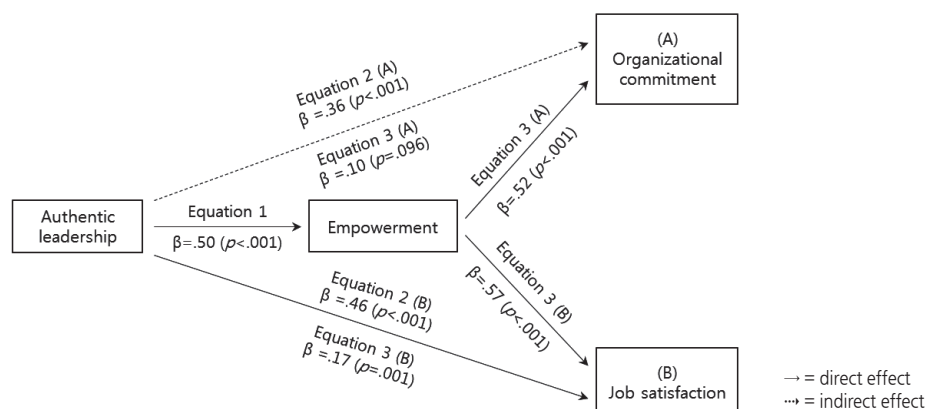 (A)
Organizational
commitment
Equation 2 (A)
β =.36 (p<.001)
Equation 3 (A)
β =.10 (p=.096)
Equation 3 (A)
β=.52 (p<.001)
Authentic
leadership
Equation 1
β=.50 (p<.001)
Empowerment
Equation 2 (B)
β =.46 (p<.001)
Equation 3 (B)
β =.17 (p=.001)
Equation 3 (B)
β=.57 (p<.001)
(B)
Job satisfaction
→ = direct effect
⤑ = indirect effect